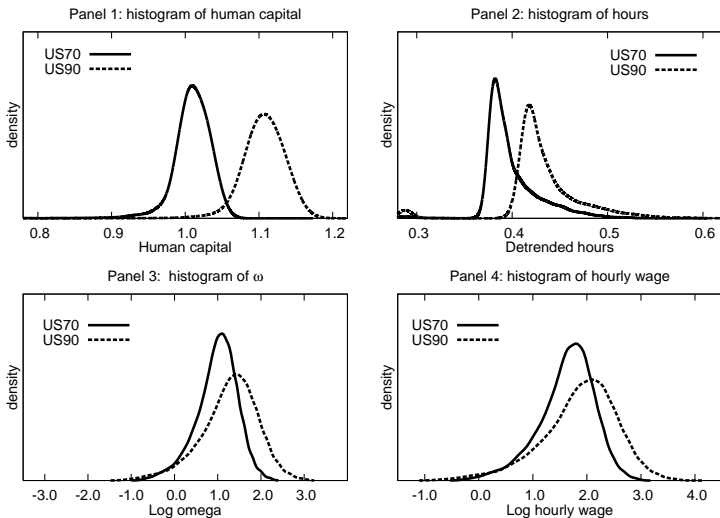 Panel 1: histogram of human capital
US70
US90
density
0.8 0.9 1.0 1.1 1.2
Human capital
Panel 2: histogram of hours
US70
US90
density
0.3 0.4 0.5 0.6
Detrended hours
Panel 3: histogram of ω
US70
US90
density
-3.0 -2.0 -1.0 0.0 1.0 2.0 3.0
Log omega
Panel 4: histogram of hourly wage
US70
US90
density
-1.0 0.0 1.0 2.0 3.0 4.0
Log hourly wage